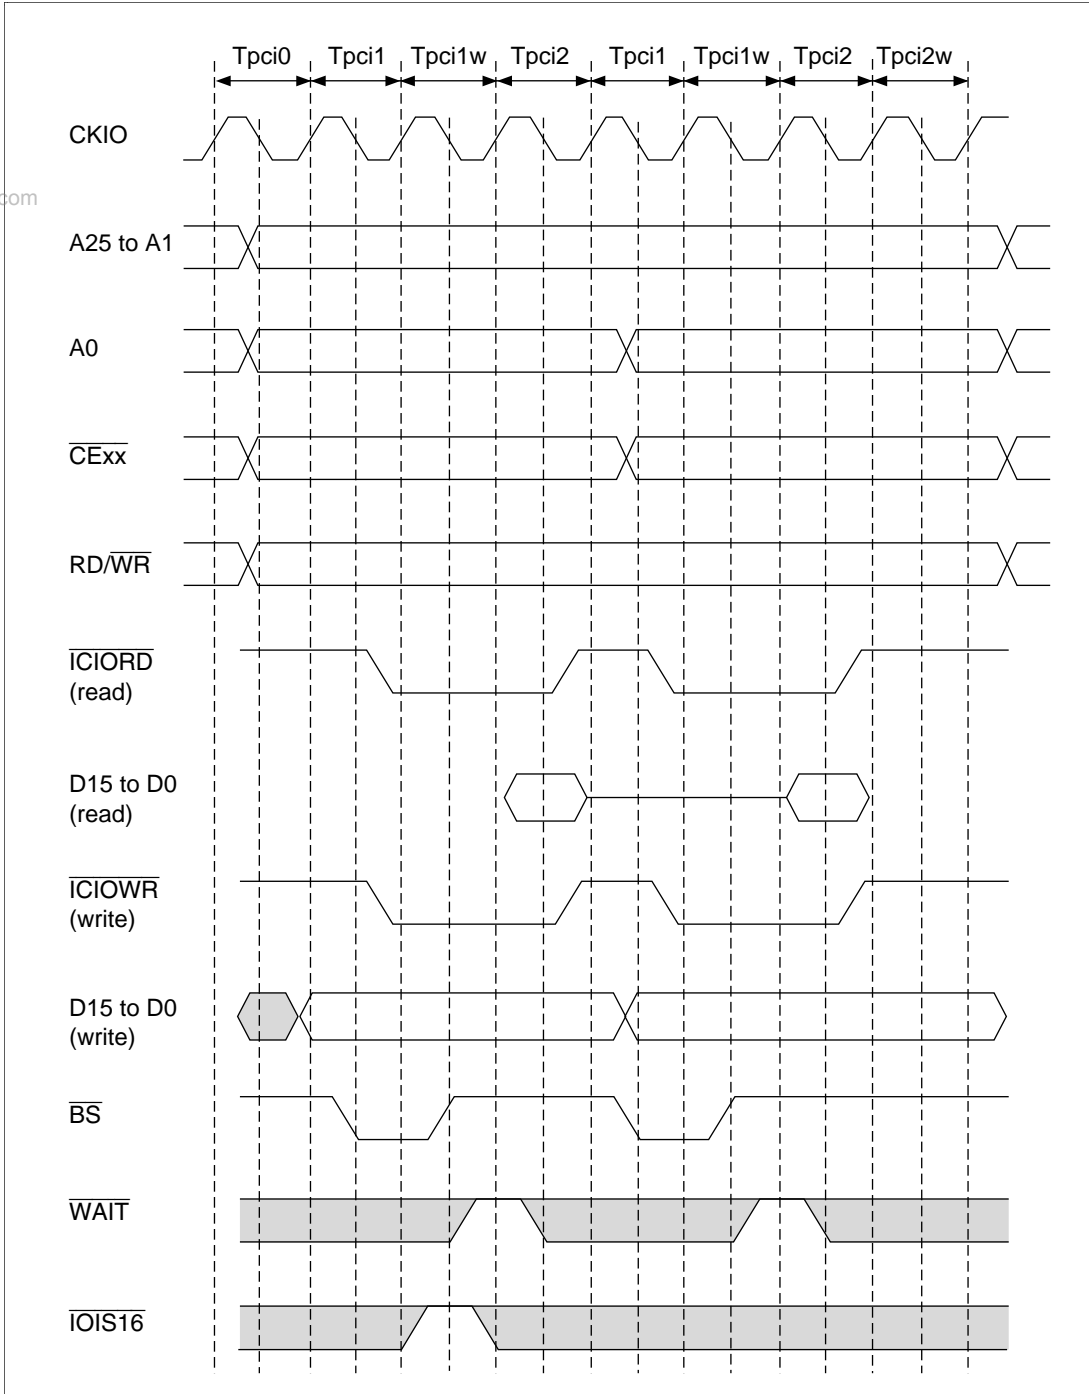 Tpci0 Tpci1 Tpci1w Tpci2 Tpci1 Tpci1w Tpci2 Tpci2w
CKIO
com
A25 to A1
A0
CExx
RD/WR
ICIORD
(read)
D15 to D0
(read)
ICIOWR
(write)
D15 to D0
(write)
BS
WAIT
IOIS16